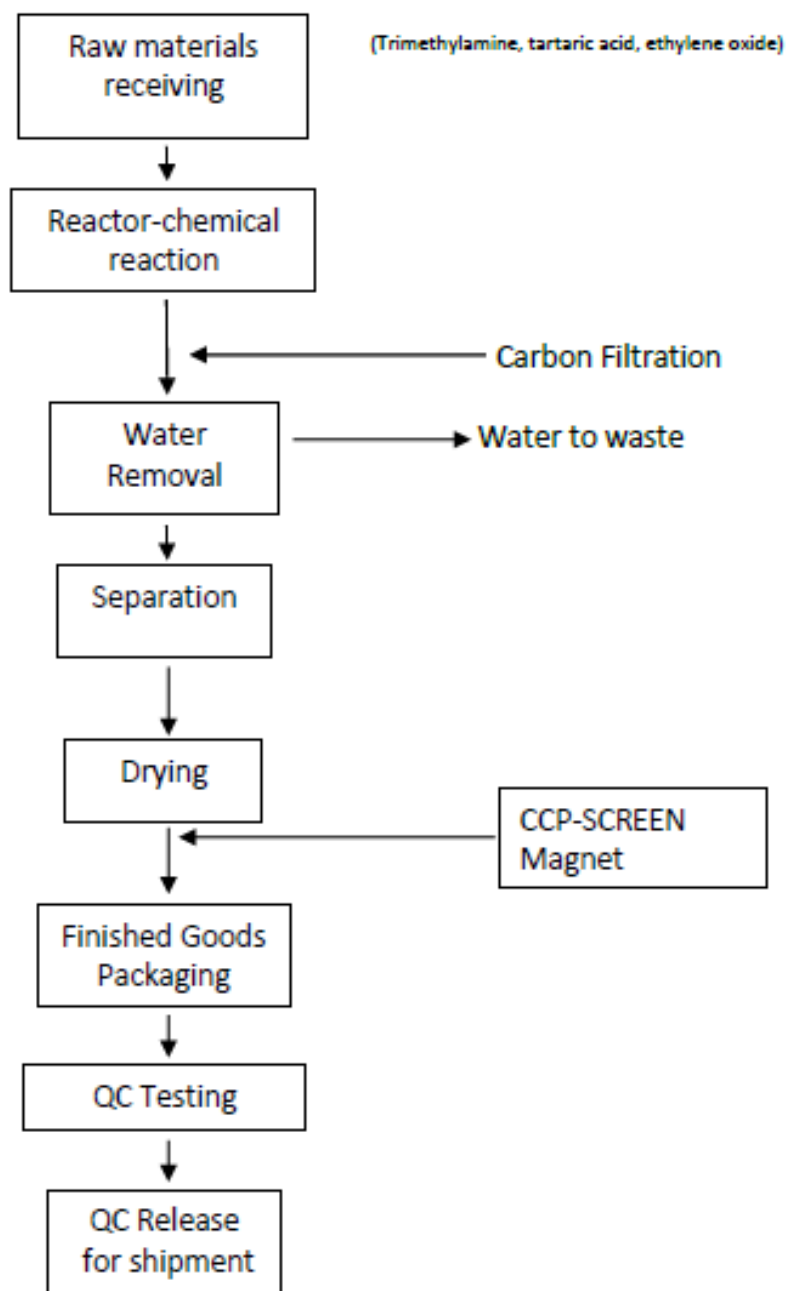 Raw materials
receiving
(Trimethylamine, tartaric acid, ethylene oxide)
Reactor-chemical
reaction
Carbon Filtration
Water
Removal
Water to waste
Separation
Drying
CCP-SCREEN
Magnet
Finished Goods
Packaging
QC Testing
QC Release
for shipment